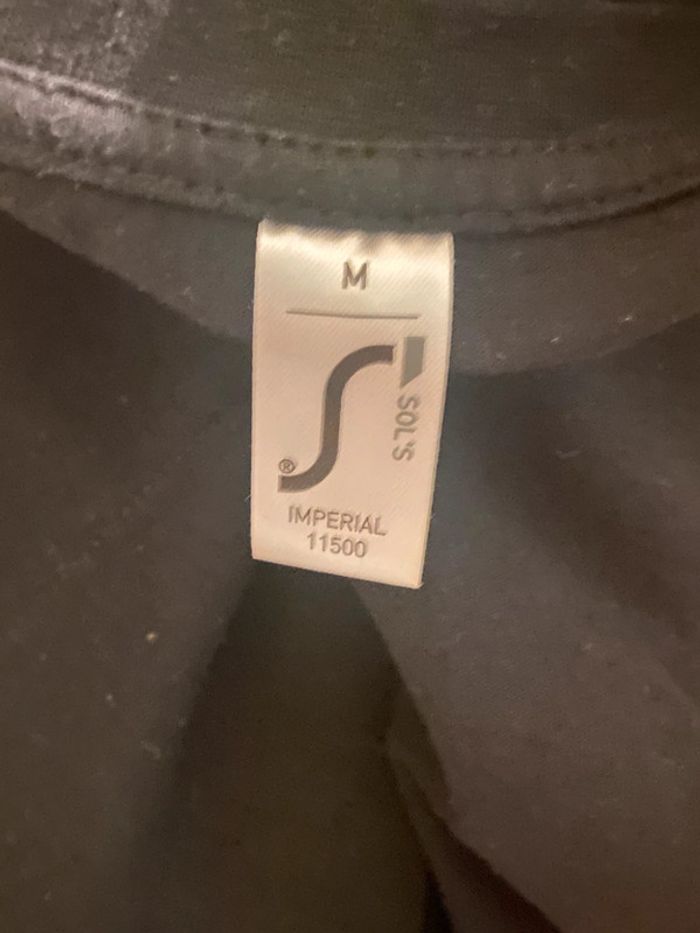 M
SOL'S
®
IMPERIAL
11500